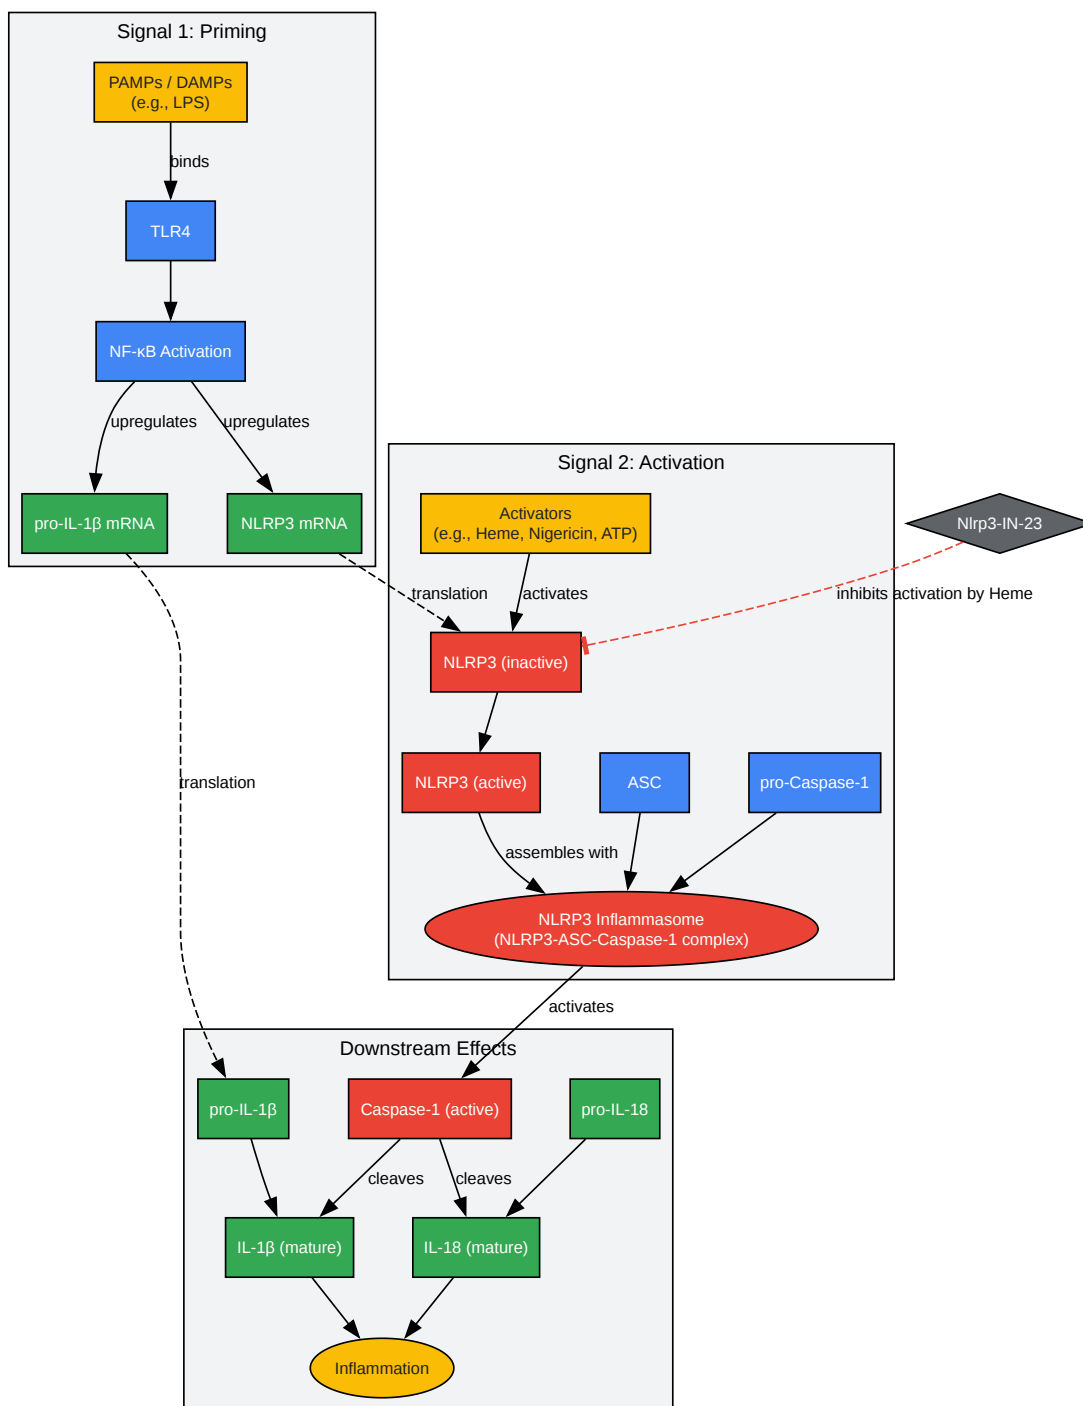 Signal 1: Priming
PAMPs / DAMPs
(e.g., LPS)
binds
TLR4
NF-κB Activation
upregulates
upregulates
pro-IL-1β mRNA
NLRP3 mRNA
Signal 2: Activation
Activators
(e.g., Heme, Nigericin, ATP)
Nlrp3-IN-23
translation
activates
inhibits activation by Heme
NLRP3 (inactive)
translation
NLRP3 (active)
ASC
pro-Caspase-1
assembles with
NLRP3 Inflammasome
(NLRP3-ASC-Caspase-1 complex)
activates
Downstream Effects
pro-IL-1β
Caspase-1 (active)
pro-IL-18
cleaves
cleaves
IL-1β (mature)
IL-18 (mature)
Inflammation